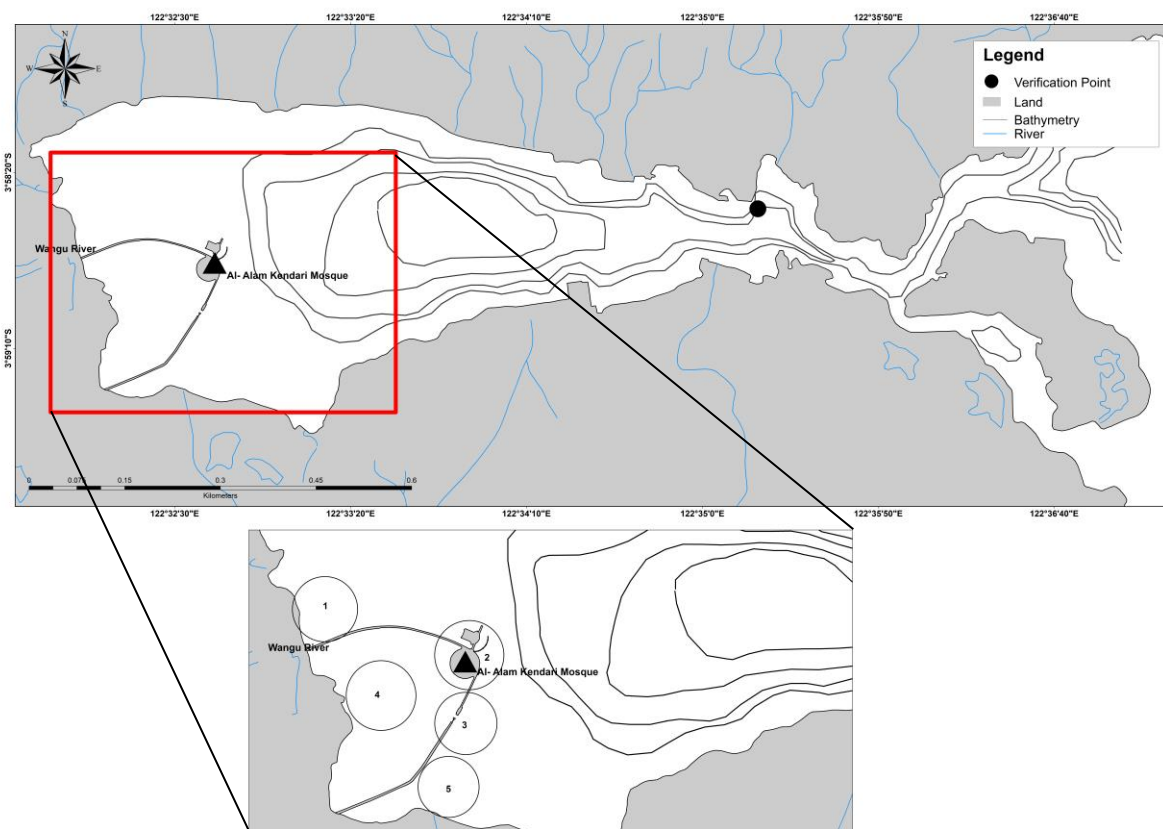 122°32'30"E 122°33'20"E 122°34'10"E 122°35'0"E 122°35'50"E 122°36'40"E
N
W E
S
Legend
Verification Point
Land
Bathymetry
River
3°58'20"S
Wangu River
Al- Alam Kendari Mosque
3°59'10"S
0 0.075 0.15 0.3 0.45 0.6
Kilometers
122°32'30"E 122°33'20"E 122°34'10"E 122°35'0"E 122°35'50"E 122°36'40"E
1
Wangu River
2
Al- Alam Kendari Mosque
4
3
5